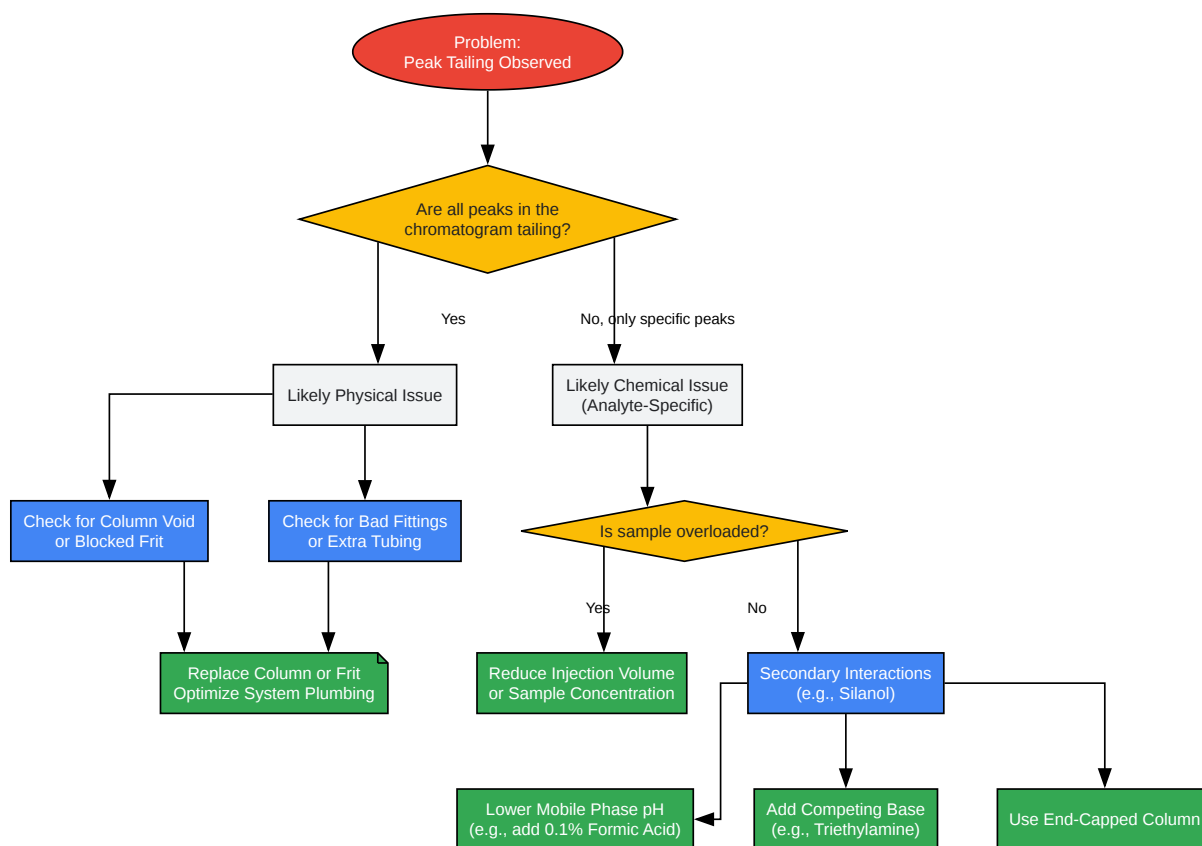 Problem:
Peak Tailing Observed
Are all peaks in the
chromatogram tailing?
Yes
No, only specific peaks
Likely Physical Issue
Likely Chemical Issue
(Analyte-Specific)
Check for Column Void
or Blocked Frit
Check for Bad Fittings
or Extra Tubing
Is sample overloaded?
Yes
No
Replace Column or Frit
Optimize System Plumbing
Reduce Injection Volume
or Sample Concentration
Secondary Interactions
(e.g., Silanol)
Lower Mobile Phase pH
(e.g., add 0.1% Formic Acid)
Add Competing Base
(e.g., Triethylamine)
Use End-Capped Column